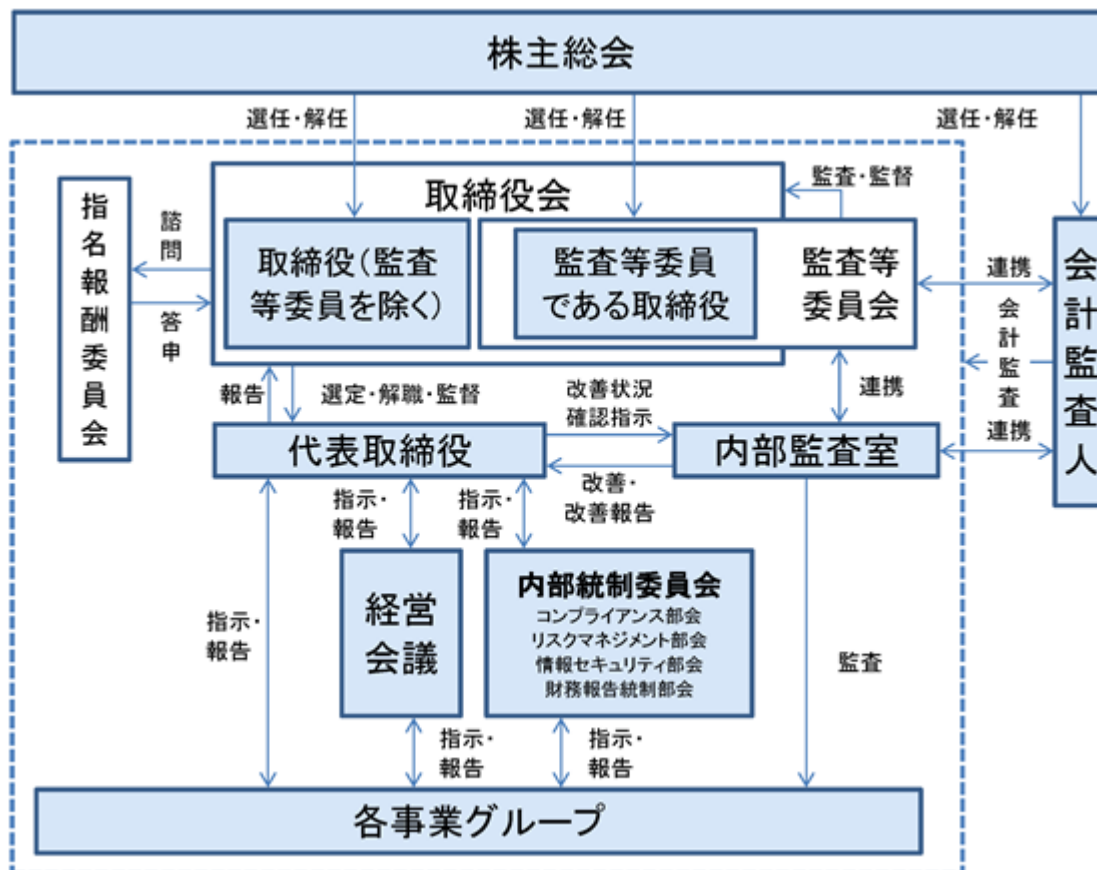 株主総会
選任・解任
選任・解任
選任・解任
取締役会
監査・監督
指名報酬委員会
諮問
答申
取締役（監査
等委員を除く）
監査等委員
である取締役
監査等
委員会
連携
会計監査
連携
会計監査人
報告
選定・解職・監督
改善状況
確認指示
連携
代表取締役
内部監査室
改善・
改善報告
指示・
報告
指示・
報告
指示・
報告
経営
会議
内部統制委員会
コンプライアンス部会
リスクマネジメント部会
情報セキュリティ部会
財務報告統制部会
監査
指示・
報告
指示・
報告
各事業グループ